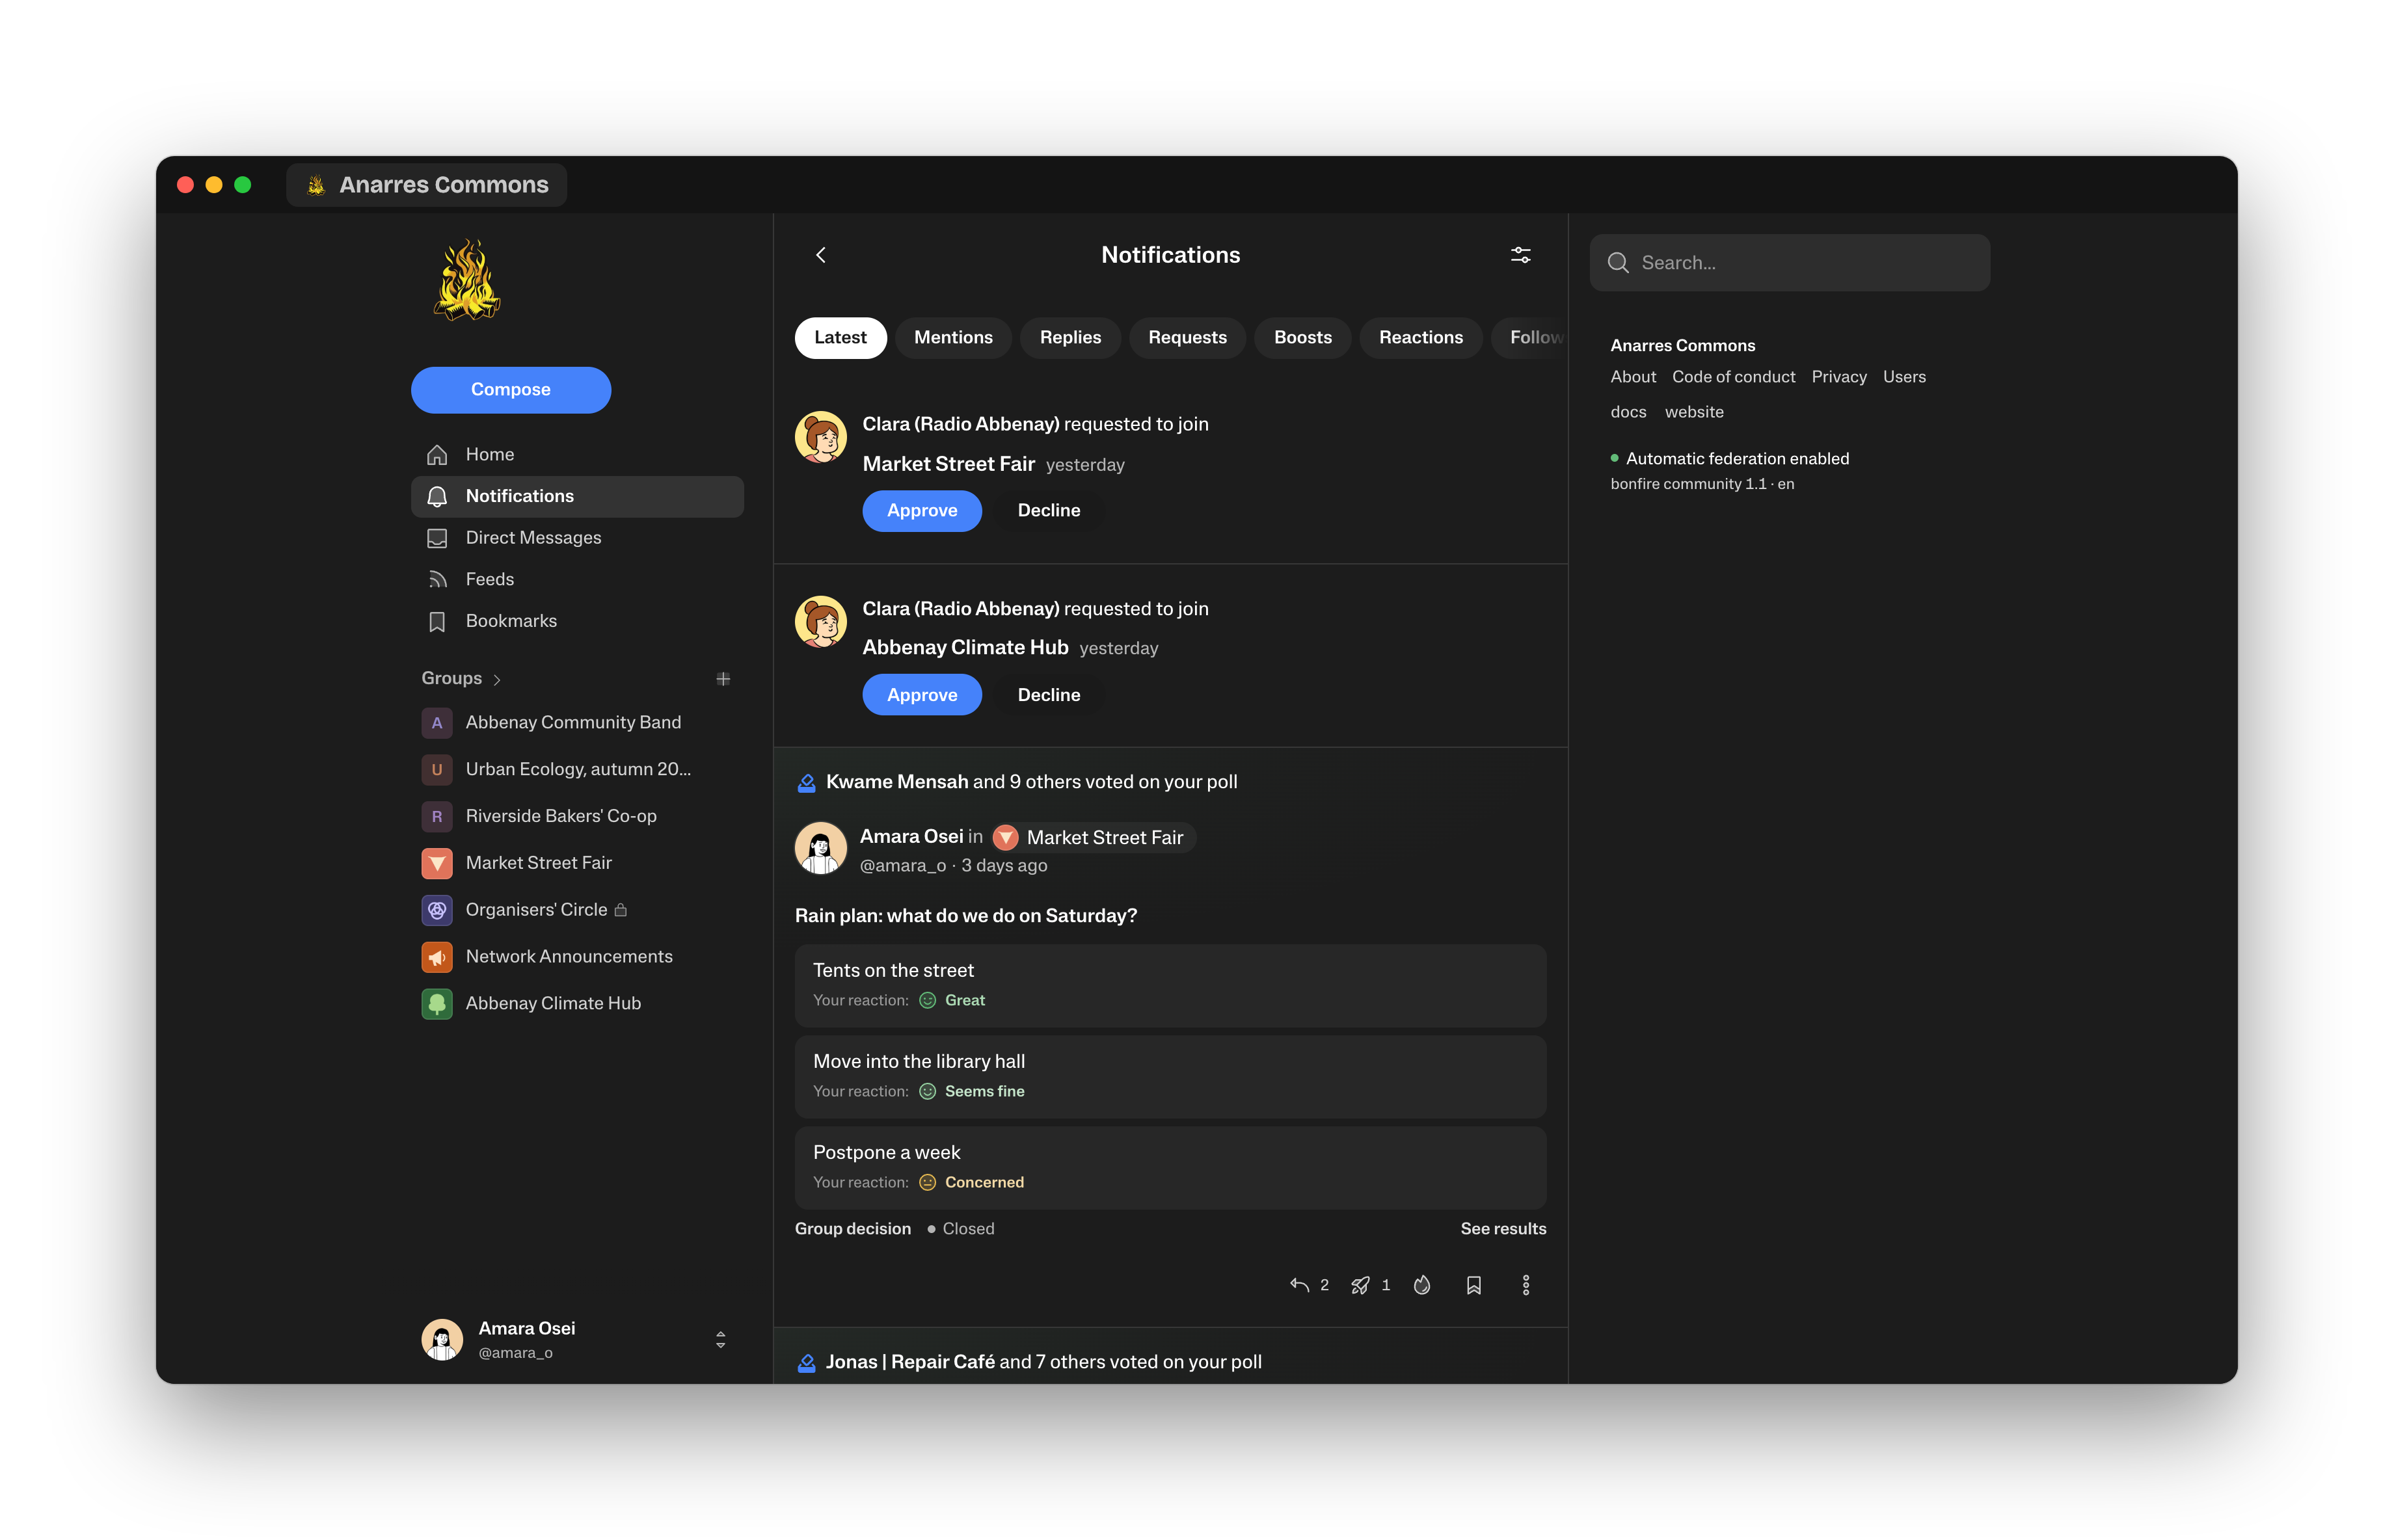 Anarres Commons
Compose
Home
Notifications
Direct Messages
Feeds
Bookmarks
Groups
A Abbenay Community Band
U Urban Ecology, autumn 20...
R Riverside Bakers' Co-op
Market Street Fair
Organisers' Circle
Network Announcements
Abbenay Climate Hub
Amara Osei
@amara_o
Notifications
Latest Mentions Replies Requests Boosts Reactions Follow
Clara (Radio Abbenay) requested to join
Market Street Fair yesterday
Approve Decline
Clara (Radio Abbenay) requested to join
Abbenay Climate Hub yesterday
Approve Decline
Kwame Mensah and 9 others voted on your poll
Amara Osei in Market Street Fair
@amara_o · 3 days ago
Rain plan: what do we do on Saturday?
Tents on the street
Your reaction: Great
Move into the library hall
Your reaction: Seems fine
Postpone a week
Your reaction: Concerned
Group decision Closed See results
2 1
Jonas | Repair Café and 7 others voted on your poll
Search...
Anarres Commons
About Code of conduct Privacy Users
docs website
Automatic federation enabled
bonfire community 1.1 · en